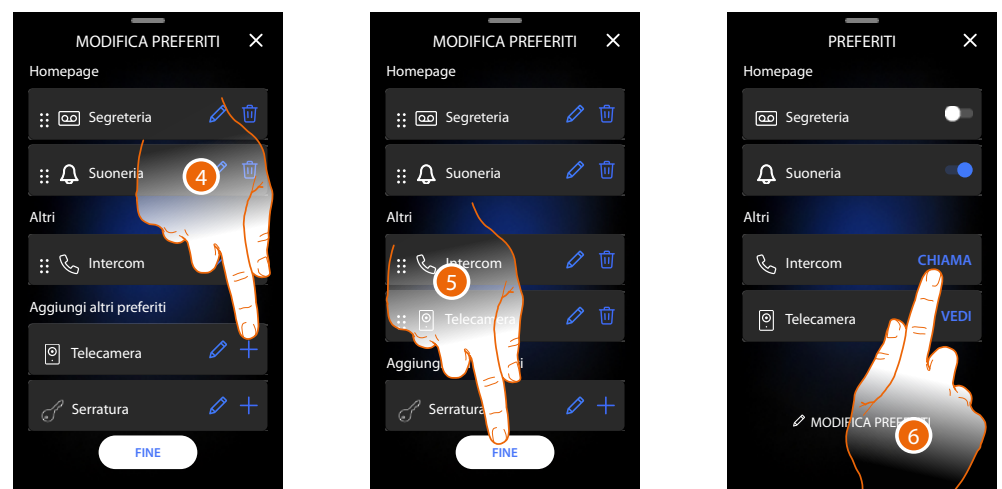 MODIFICA PREFERITI
Homepage
Segreteria
Suoneria
4
Altri
Intercom
Aggiungi altri preferiti
Telecamera
Serratura
FINE
MODIFICA PREFERITI
Homepage
Segreteria
Suoneria
Altri
Intercom
5
Telecamera
Aggiung i
Serratura
FINE
PREFERITI
Homepage
Segreteria
Suoneria
Altri
Intercom CHIAMA
Telecamera VEDI
MODIFICA PREFERITI
6